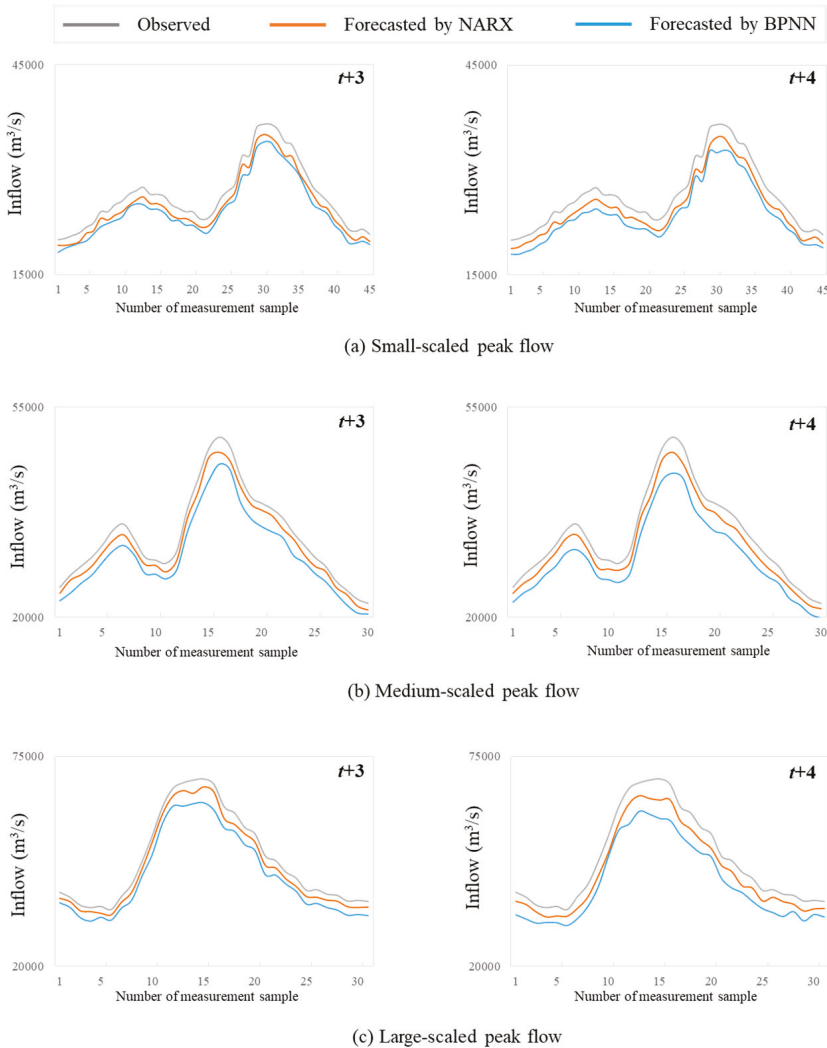 Observed Forecasted by NARX Forecasted by BPNN
45000 t+3
Inflow (m³/s)
15000
1 5 10 15 20 25 30 35 40 45
Number of measurement sample
45000 t+4
Inflow (m³/s)
15000
1 5 10 15 20 25 30 35 40 45
Number of measurement sample
(a) Small-scaled peak flow
55000 t+3
Inflow (m³/s)
20000
1 5 10 15 20 25 30
Number of measurement sample
55000 t+4
Inflow (m³/s)
20000
1 5 10 15 20 25 30
Number of measurement sample
(b) Medium-scaled peak flow
75000 t+3
Inflow (m³/s)
20000
1 5 10 15 20 25 30
Number of measurement sample
75000 t+4
Inflow (m³/s)
20000
1 5 10 15 20 25 30
Number of measurement sample
(c) Large-scaled peak flow